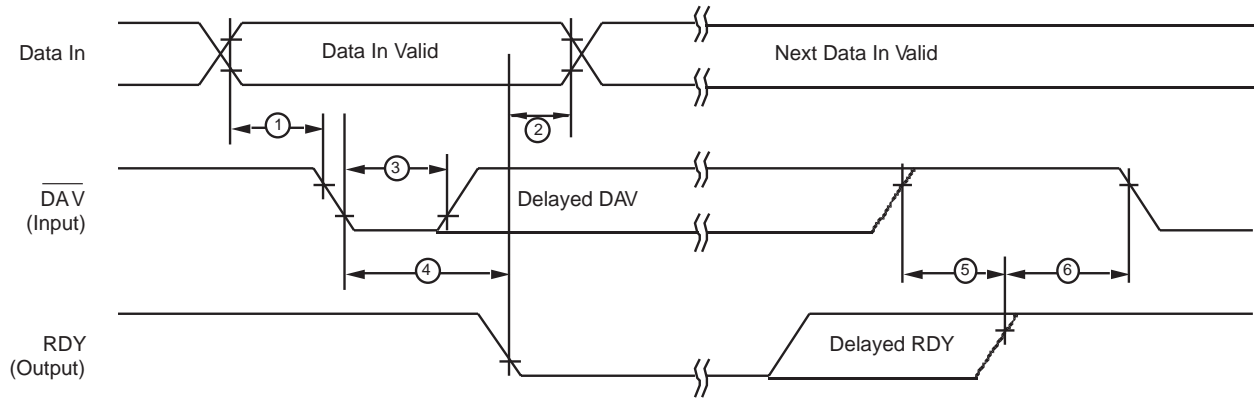 Data In
Data In Valid
Next Data In Valid
1
2
3
DAV
(Input)
Delayed DAV
4
5
6
RDY
(Output)
Delayed RDY